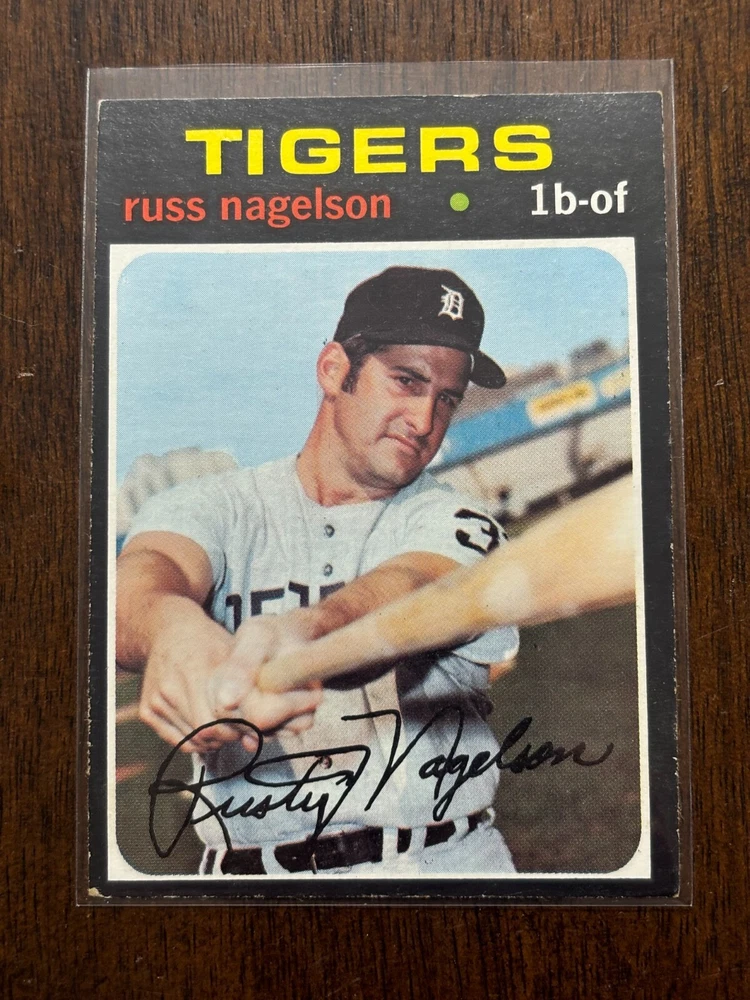 TIGERS
russ nagelson 1b-of
D
Rusty Nagelson